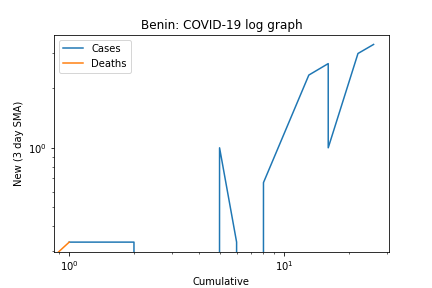 Benin: COVID-19 log graph
Cases
Deaths
New (3 day SMA)
10⁰
10⁰
10¹
Cumulative